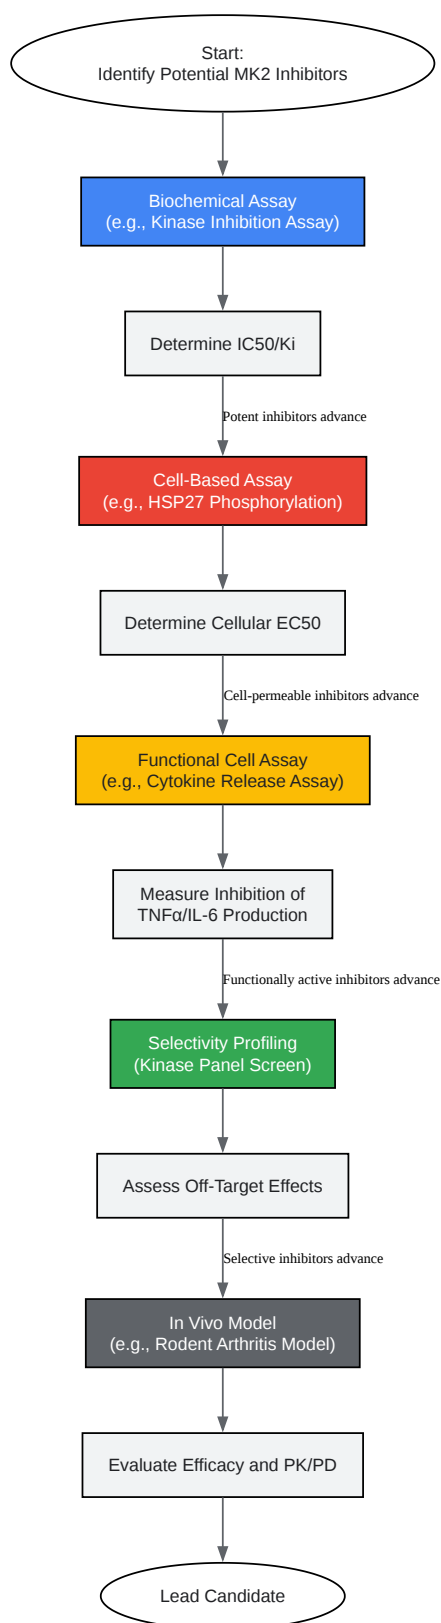 Start:
Identify Potential MK2 Inhibitors
Biochemical Assay
(e.g., Kinase Inhibition Assay)
Determine IC50/Ki
Potent inhibitors advance
Cell-Based Assay
(e.g., HSP27 Phosphorylation)
Determine Cellular EC50
Cell-permeable inhibitors advance
Functional Cell Assay
(e.g., Cytokine Release Assay)
Measure Inhibition of
TNFα/IL-6 Production
Functionally active inhibitors advance
Selectivity Profiling
(Kinase Panel Screen)
Assess Off-Target Effects
Selective inhibitors advance
In Vivo Model
(e.g., Rodent Arthritis Model)
Evaluate Efficacy and PK/PD
Lead Candidate